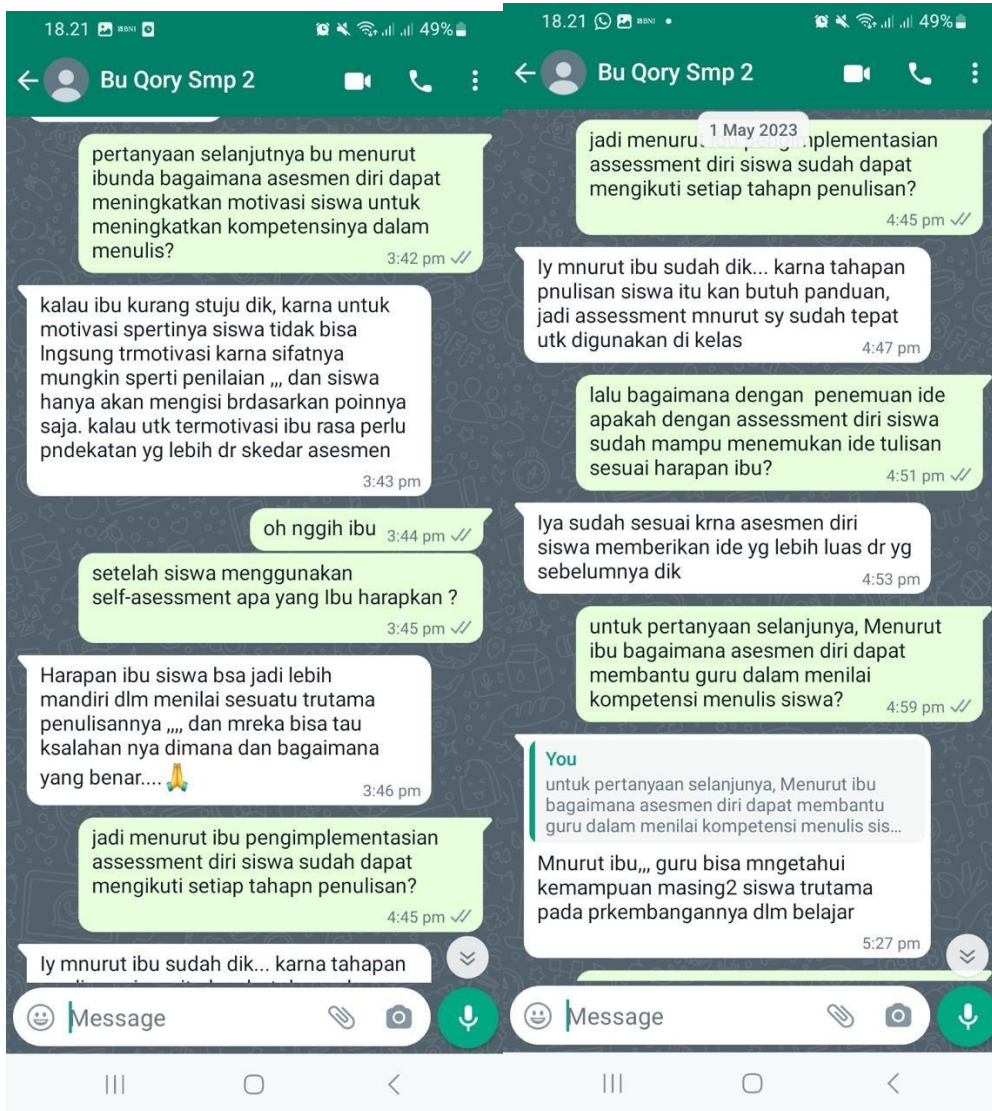 18.21
49%
Bu Qory Smp 2
pertanyaan selanjutnya bu menurut
ibunda bagaimana asesmen diri dapat
meningkatkan motivasi siswa untuk
meningkatkan kompetensinya dalam
menulis?
3:42 pm
kalau ibu kurang stuju dik, karna untuk
motivasi spertinya siswa tidak bisa
lngsung trmotivasi karna sifatnya
mungkin sperti penilaian ,,, dan siswa
hanya akan mengisi brdasarkan poinnya
saja. kalau utk termotivasi ibu rasa perlu
pndekatan yg lebih dr skedar asesmen
3:43 pm
oh nggih ibu 3:44 pm
setelah siswa menggunakan
self-asessment apa yang Ibu harapkan ?
3:45 pm
Harapan ibu siswa bsa jadi lebih
mandiri dlm menilai sesuatu trutama
penulisannya ,,,, dan mreka bisa tau
ksalahan nya dimana dan bagaimana
yang benar.... 🙏
3:46 pm
jadi menurut ibu pengimplementasian
assessment diri siswa sudah dapat
mengikuti setiap tahapn penulisan?
4:45 pm
Iy mnurut ibu sudah dik... karna tahapan
Message
18.21
BNI
49%
Bu Qory Smp 2
1 May 2023
jadi
assessment diri siswa sudah dapat
mengikuti setiap tahapn penulisan?
4:45 pm
Iy mnurut ibu sudah dik... karna tahapan
pnulisan siswa itu kan butuh panduan,
jadi assessment mnurut sy sudah tepat
utk digunakan di kelas
4:47 pm
lalu bagaimana dengan penemuan ide
apakah dengan assessment diri siswa
sudah mampu menemukan ide tulisan
sesuai harapan ibu?
4:51 pm
Iya sudah sesuai krna asesmen diri
siswa memberikan ide yg lebih luas dr yg
sebelumnya dik
4:53 pm
untuk pertanyaan selanjunya, Menurut
ibu bagaimana asesmen diri dapat
membantu guru dalam menilai
kompetensi menulis siswa?
4:59 pm
You
untuk pertanyaan selanjunya, Menurut ibu
bagaimana asesmen diri dapat membantu
guru dalam menilai kompetensi menulis sis...
Mnurut ibu,,, guru bisa mngetahui
kemampuan masing2 siswa trutama
pada prkembangannya dlm belajar
5:27 pm
Message